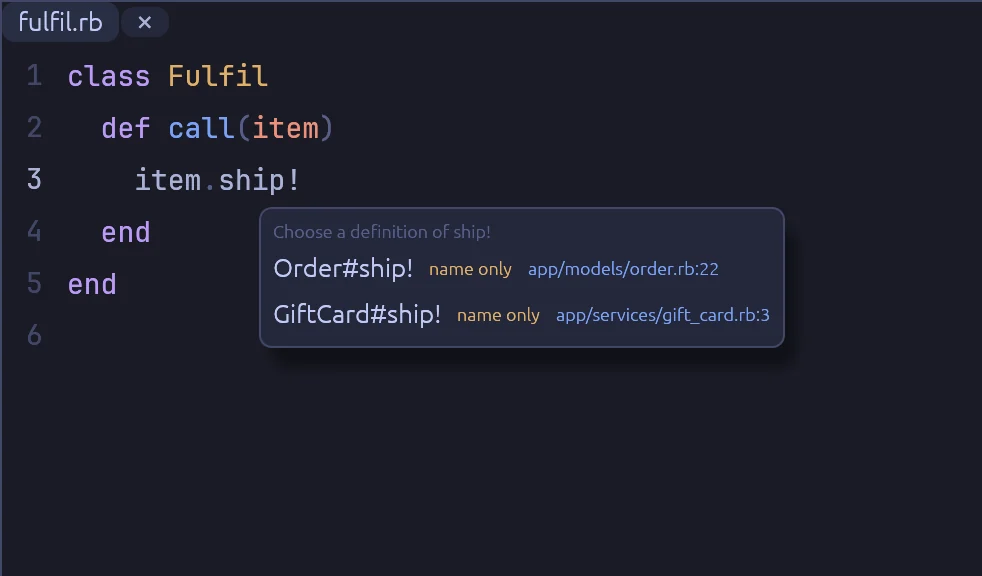 fulfil.rb ✕
1 class Fulfil
2 def call(item)
3 item.ship!
4 end
5 end
6
Choose a definition of ship!
Order#ship! name only app/models/order.rb:22
GiftCard#ship! name only app/services/gift_card.rb:3